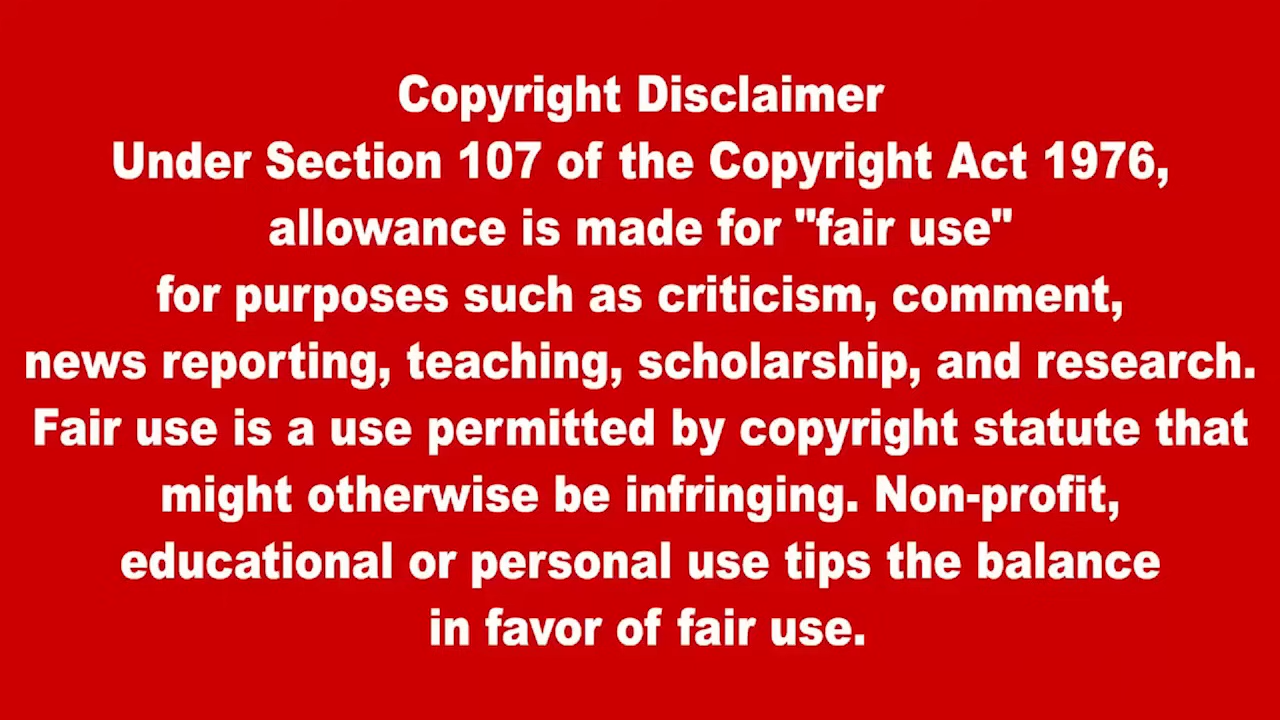 Copyright Disclaimer
Under Section 107 of the Copyright Act 1976,
allowance is made for "fair use"
for purposes such as criticism, comment,
news reporting, teaching, scholarship, and research.
Fair use is a use permitted by copyright statute that
might otherwise be infringing. Non-profit,
educational or personal use tips the balance
in favor of fair use.